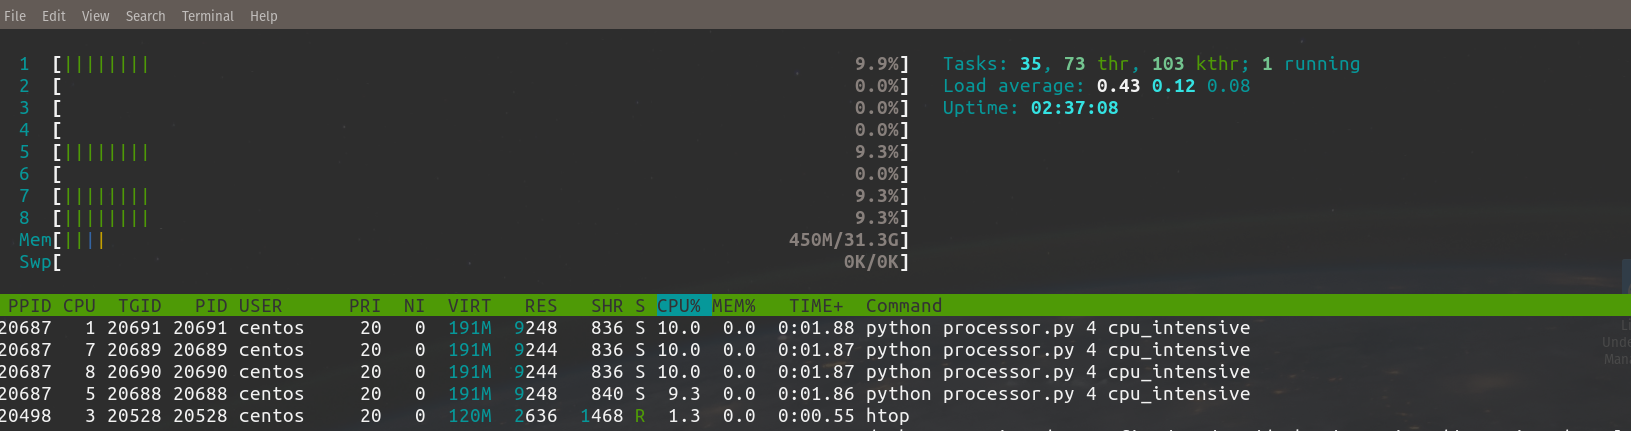 File Edit View Search Terminal Help
1 [|||||||| 9.9%] Tasks: 35, 73 thr, 103 kthr; 1 running
2 [ 0.0%] Load average: 0.43 0.12 0.08
3 [ 0.0%] Uptime: 02:37:08
4 [ 0.0%]
5 [|||||||| 9.3%]
6 [ 0.0%]
7 [|||||||| 9.3%]
8 [|||||||| 9.3%]
Mem[|||| 450M/31.3G]
Swp[ 0K/0K]
PPID CPU TGID PID USER PRI NI VIRT RES SHR S CPU% MEM% TIME+ Command
20687 1 20691 20691 centos 20 0 191M 9248 836 S 10.0 0.0 0:01.88 python processor.py 4 cpu_intensive
20687 7 20689 20689 centos 20 0 191M 9244 836 S 10.0 0.0 0:01.87 python processor.py 4 cpu_intensive
20687 8 20690 20690 centos 20 0 191M 9244 836 S 10.0 0.0 0:01.87 python processor.py 4 cpu_intensive
20687 5 20688 20688 centos 20 0 191M 9248 840 S 9.3 0.0 0:01.86 python processor.py 4 cpu_intensive
20498 3 20528 20528 centos 20 0 120M 2636 1468 R 1.3 0.0 0:00.55 htop